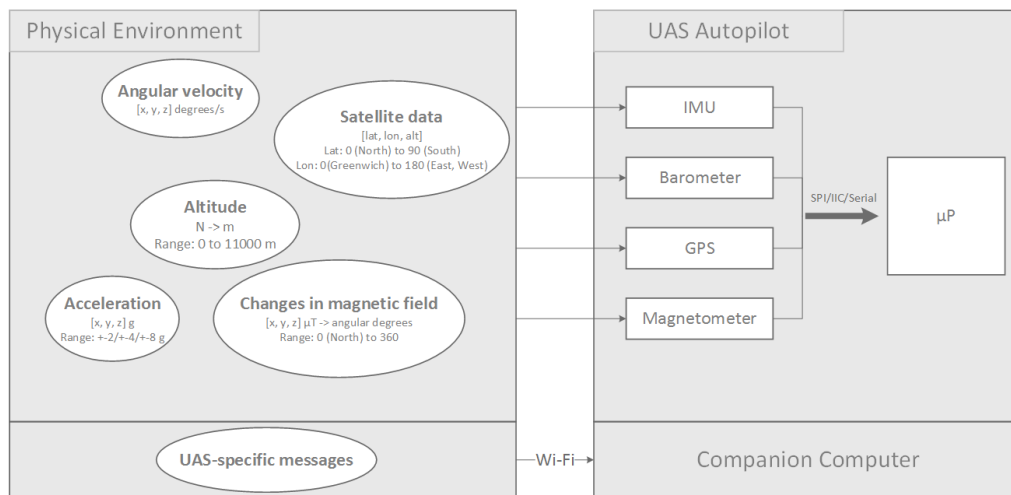 Physical Environment
Angular velocity
[x, y, z] degrees/s
Satellite data
[lat, lon, alt]
Lat: 0 (North) to 90 (South)
Lon: 0(Greenwich) to 180 (East, West)
Altitude
N -> m
Range: 0 to 11000 m
Acceleration
[x, y, z] g
Range: +-2/+-4/+-8 g
Changes in magnetic field
[x, y, z] µT -> angular degrees
Range: 0 (North) to 360
UAS-specific messages
Wi-Fi
UAS Autopilot
IMU
Barometer
GPS
Magnetometer
SPI/IIC/Serial
µP
Companion Computer